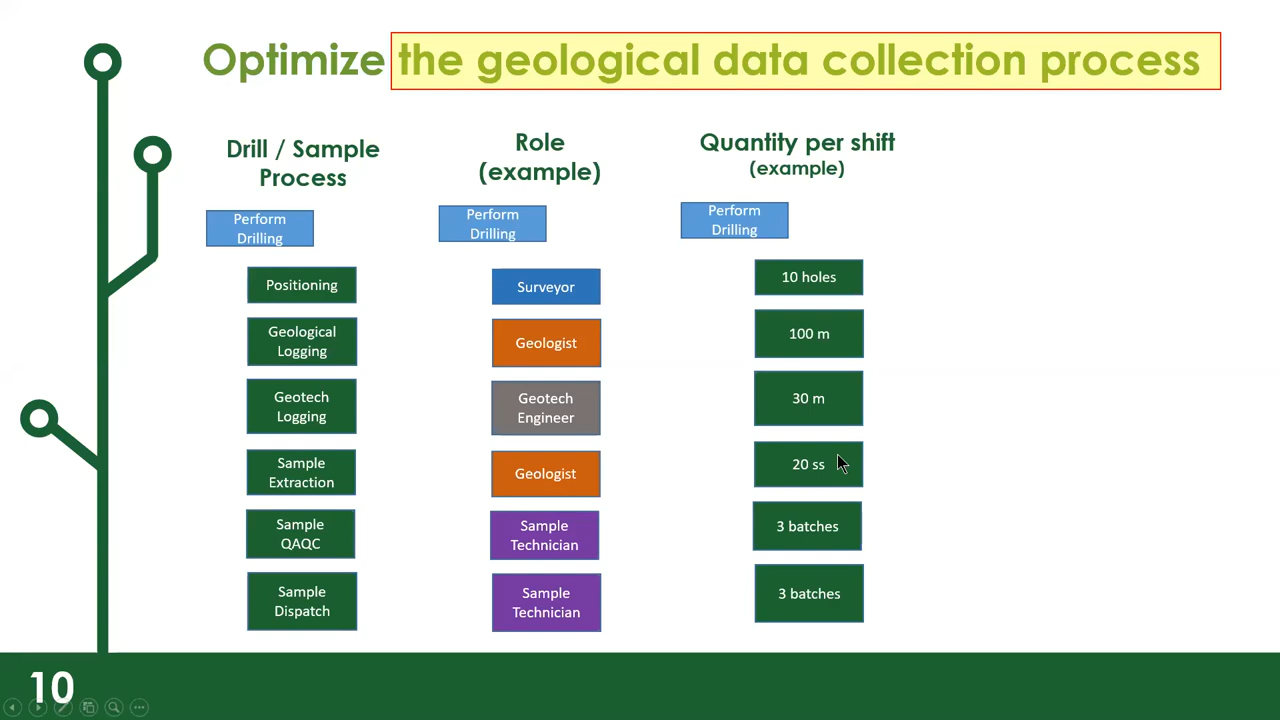 Optimize the geological data collection process
Drill / Sample
Process
Role
(example)
Quantity per shift
(example)
Perform
Drilling
Perform
Drilling
Perform
Drilling
Positioning
Surveyor
10 holes
Geological
Logging
Geologist
100 m
Geotech
Logging
Geotech
Engineer
30 m
Sample
Extraction
Geologist
20 ss
Sample
QAQC
Sample
Technician
3 batches
Sample
Dispatch
Sample
Technician
3 batches
10